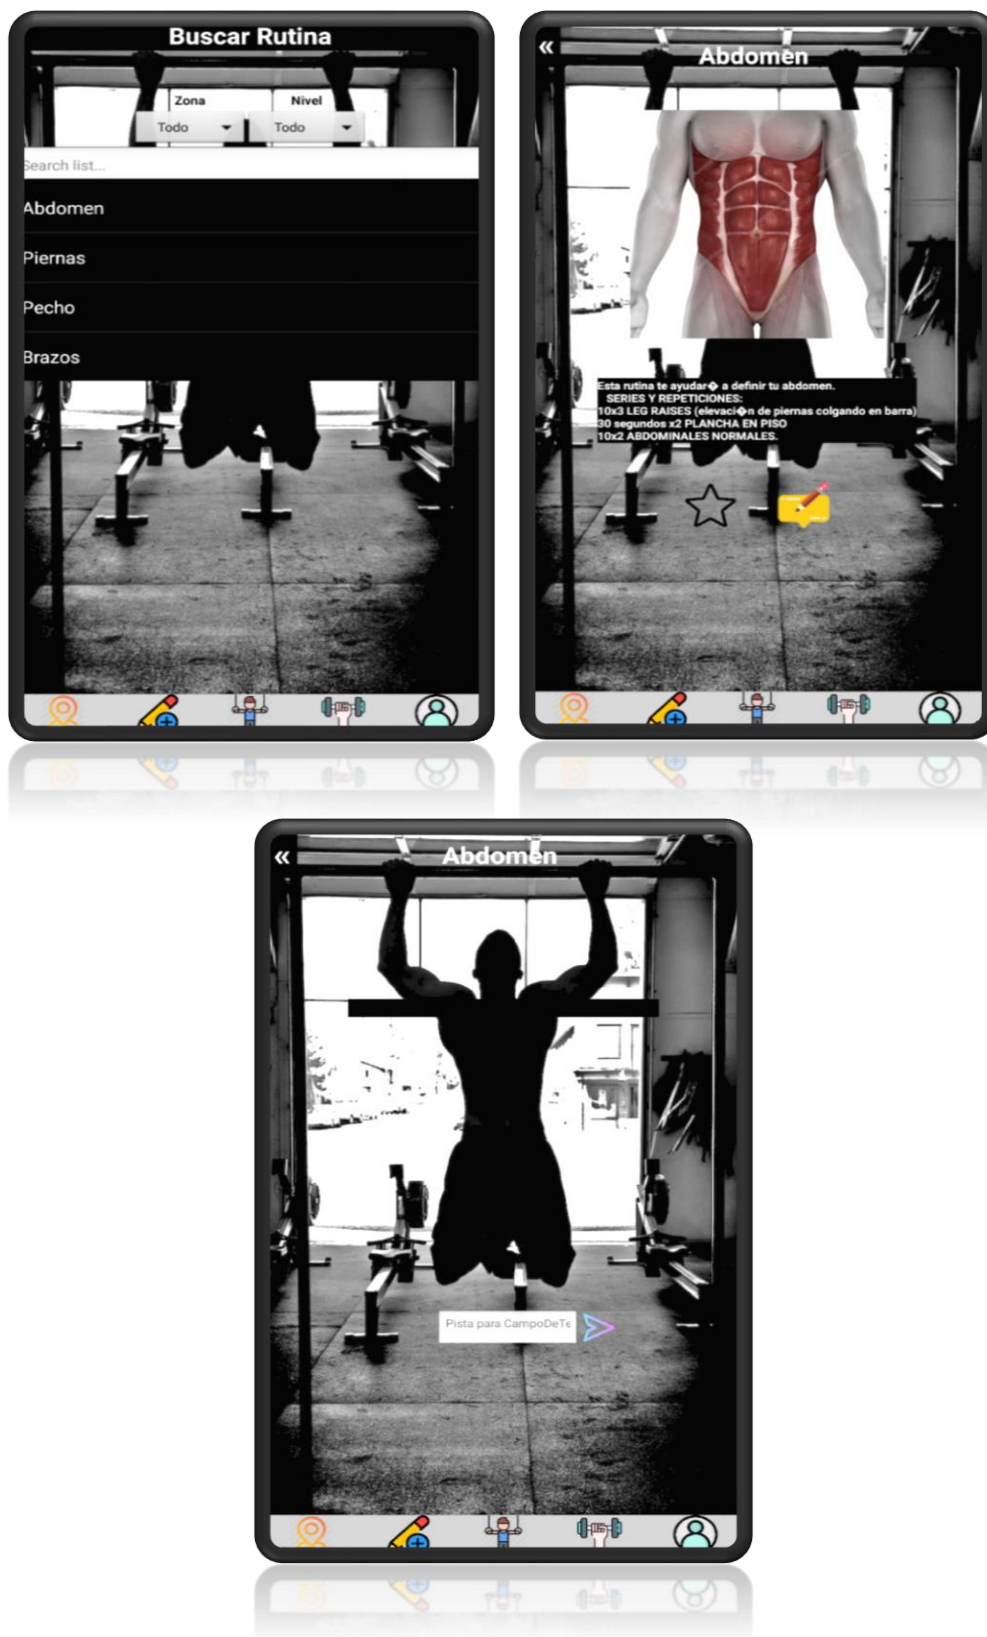 Buscar Rutina
Zona Nivel
Todo Todo
Search list...
Abdomen
Piernas
Pecho
Brazos
«
Abdomen
Esta rutina te ayudar� a definir tu abdomen.
SERIES Y REPETICIONES:
10x3 LEG RAISES (elevaci�n de piernas colgando en barra)
30 segundos x2 PLANCHA EN PISO
10x2 ABDOMINALES NORMALES.
«
Abdomen
Pista para CampoDeTe